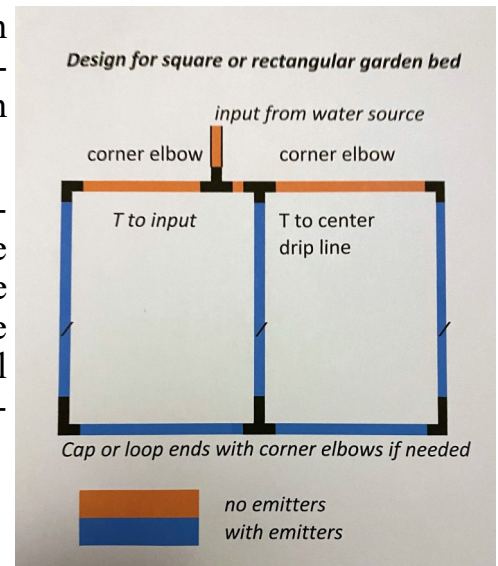 Design for square or rectangular garden bed
input from water source
corner elbow
corner elbow
T to input
T to center
drip line
Cap or loop ends with corner elbows if needed
no emitters
with emitters